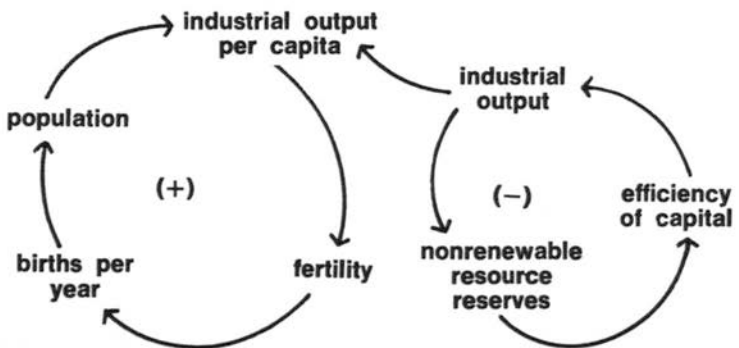 industrial output
per capita
industrial
output
population
(+)
(−)
efficiency
of capital
births per
year
fertility
nonrenewable
resource
reserves